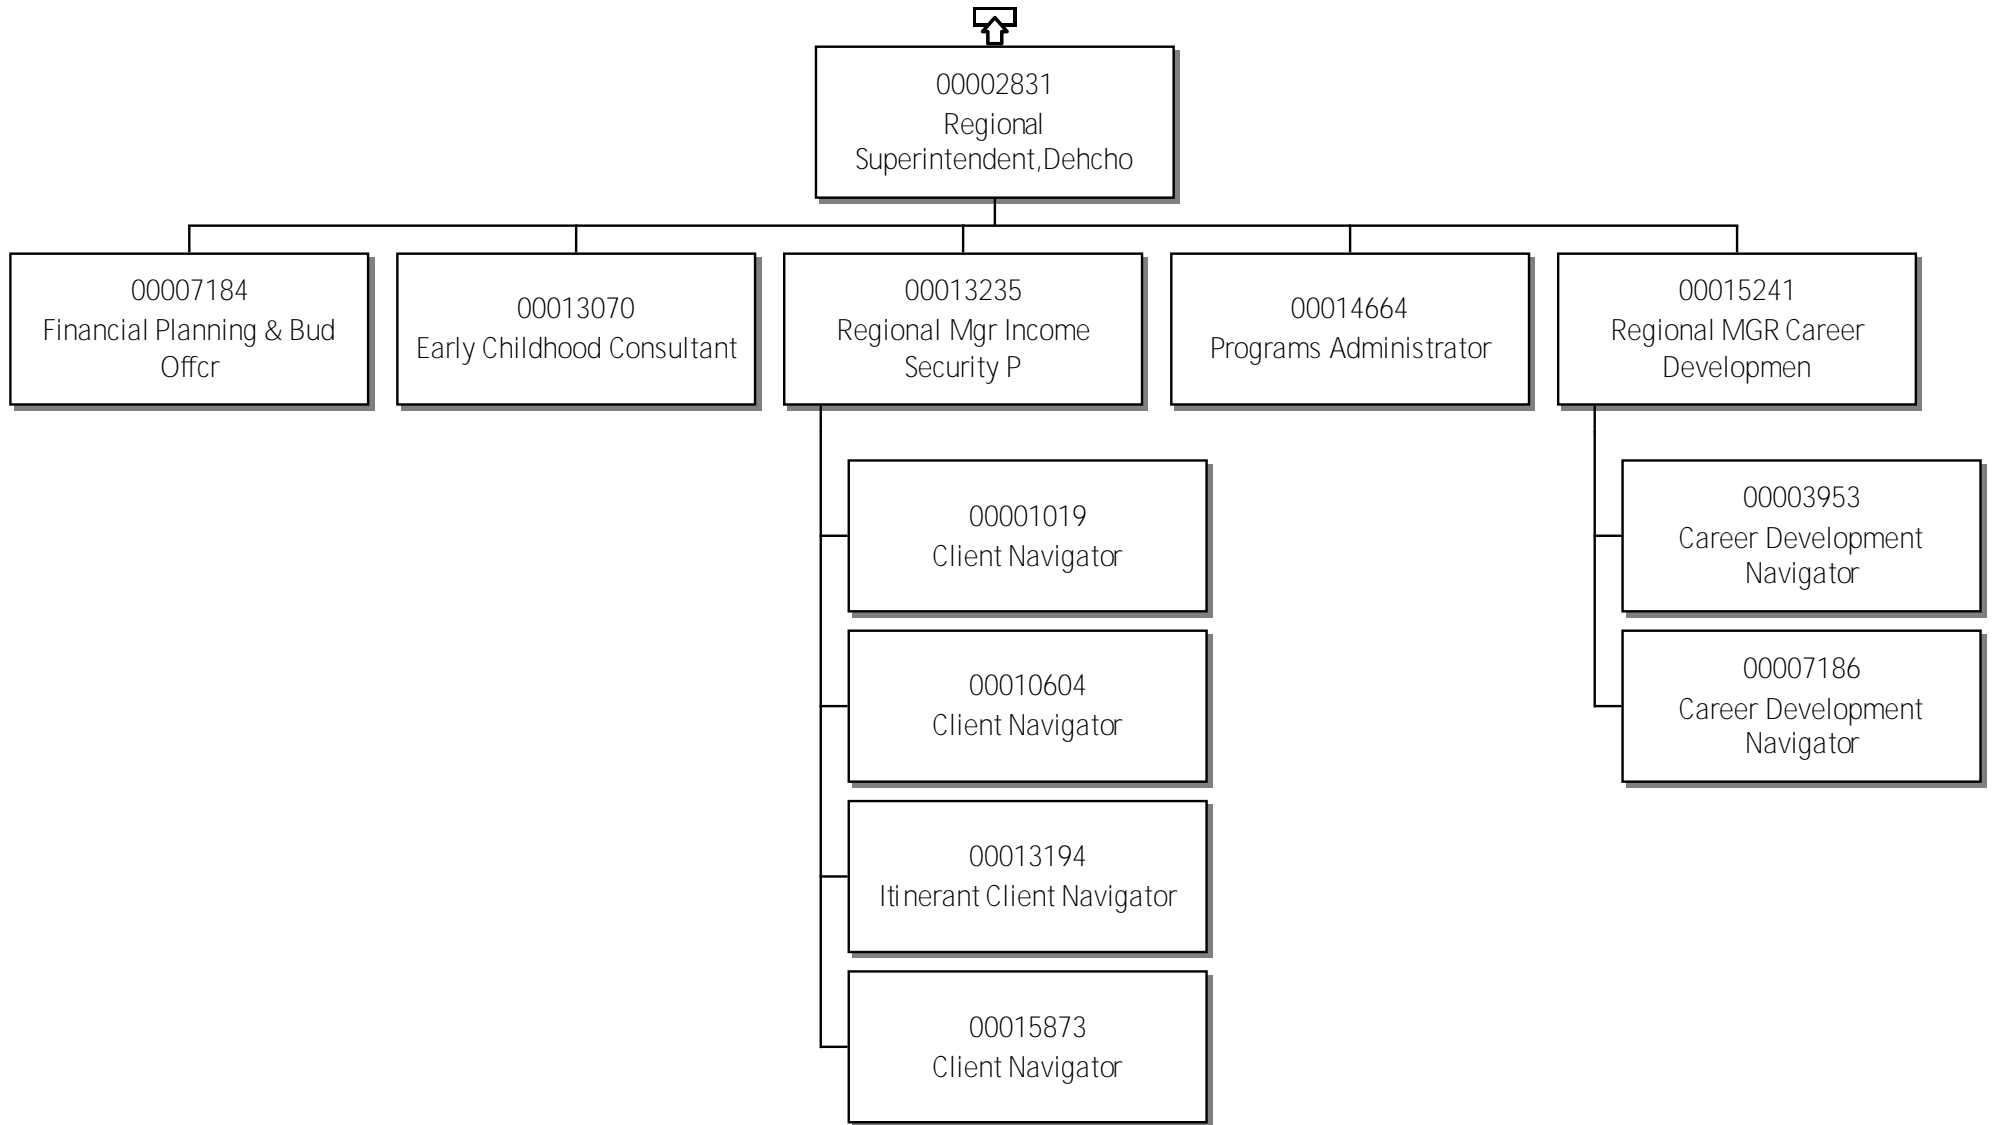 00002831
Regional
Superintendent,Dehcho
00007184
Financial Planning & Bud
Offcr
00013070
Early Childhood Consultant
00013235
Regional Mgr Income
Security P
00014664
Programs Administrator
00015241
Regional MGR Career
Developmen
00001019
Client Navigator
00010604
Client Navigator
00013194
Itinerant Client Navigator
00015873
Client Navigator
00003953
Career Development
Navigator
00007186
Career Development
Navigator